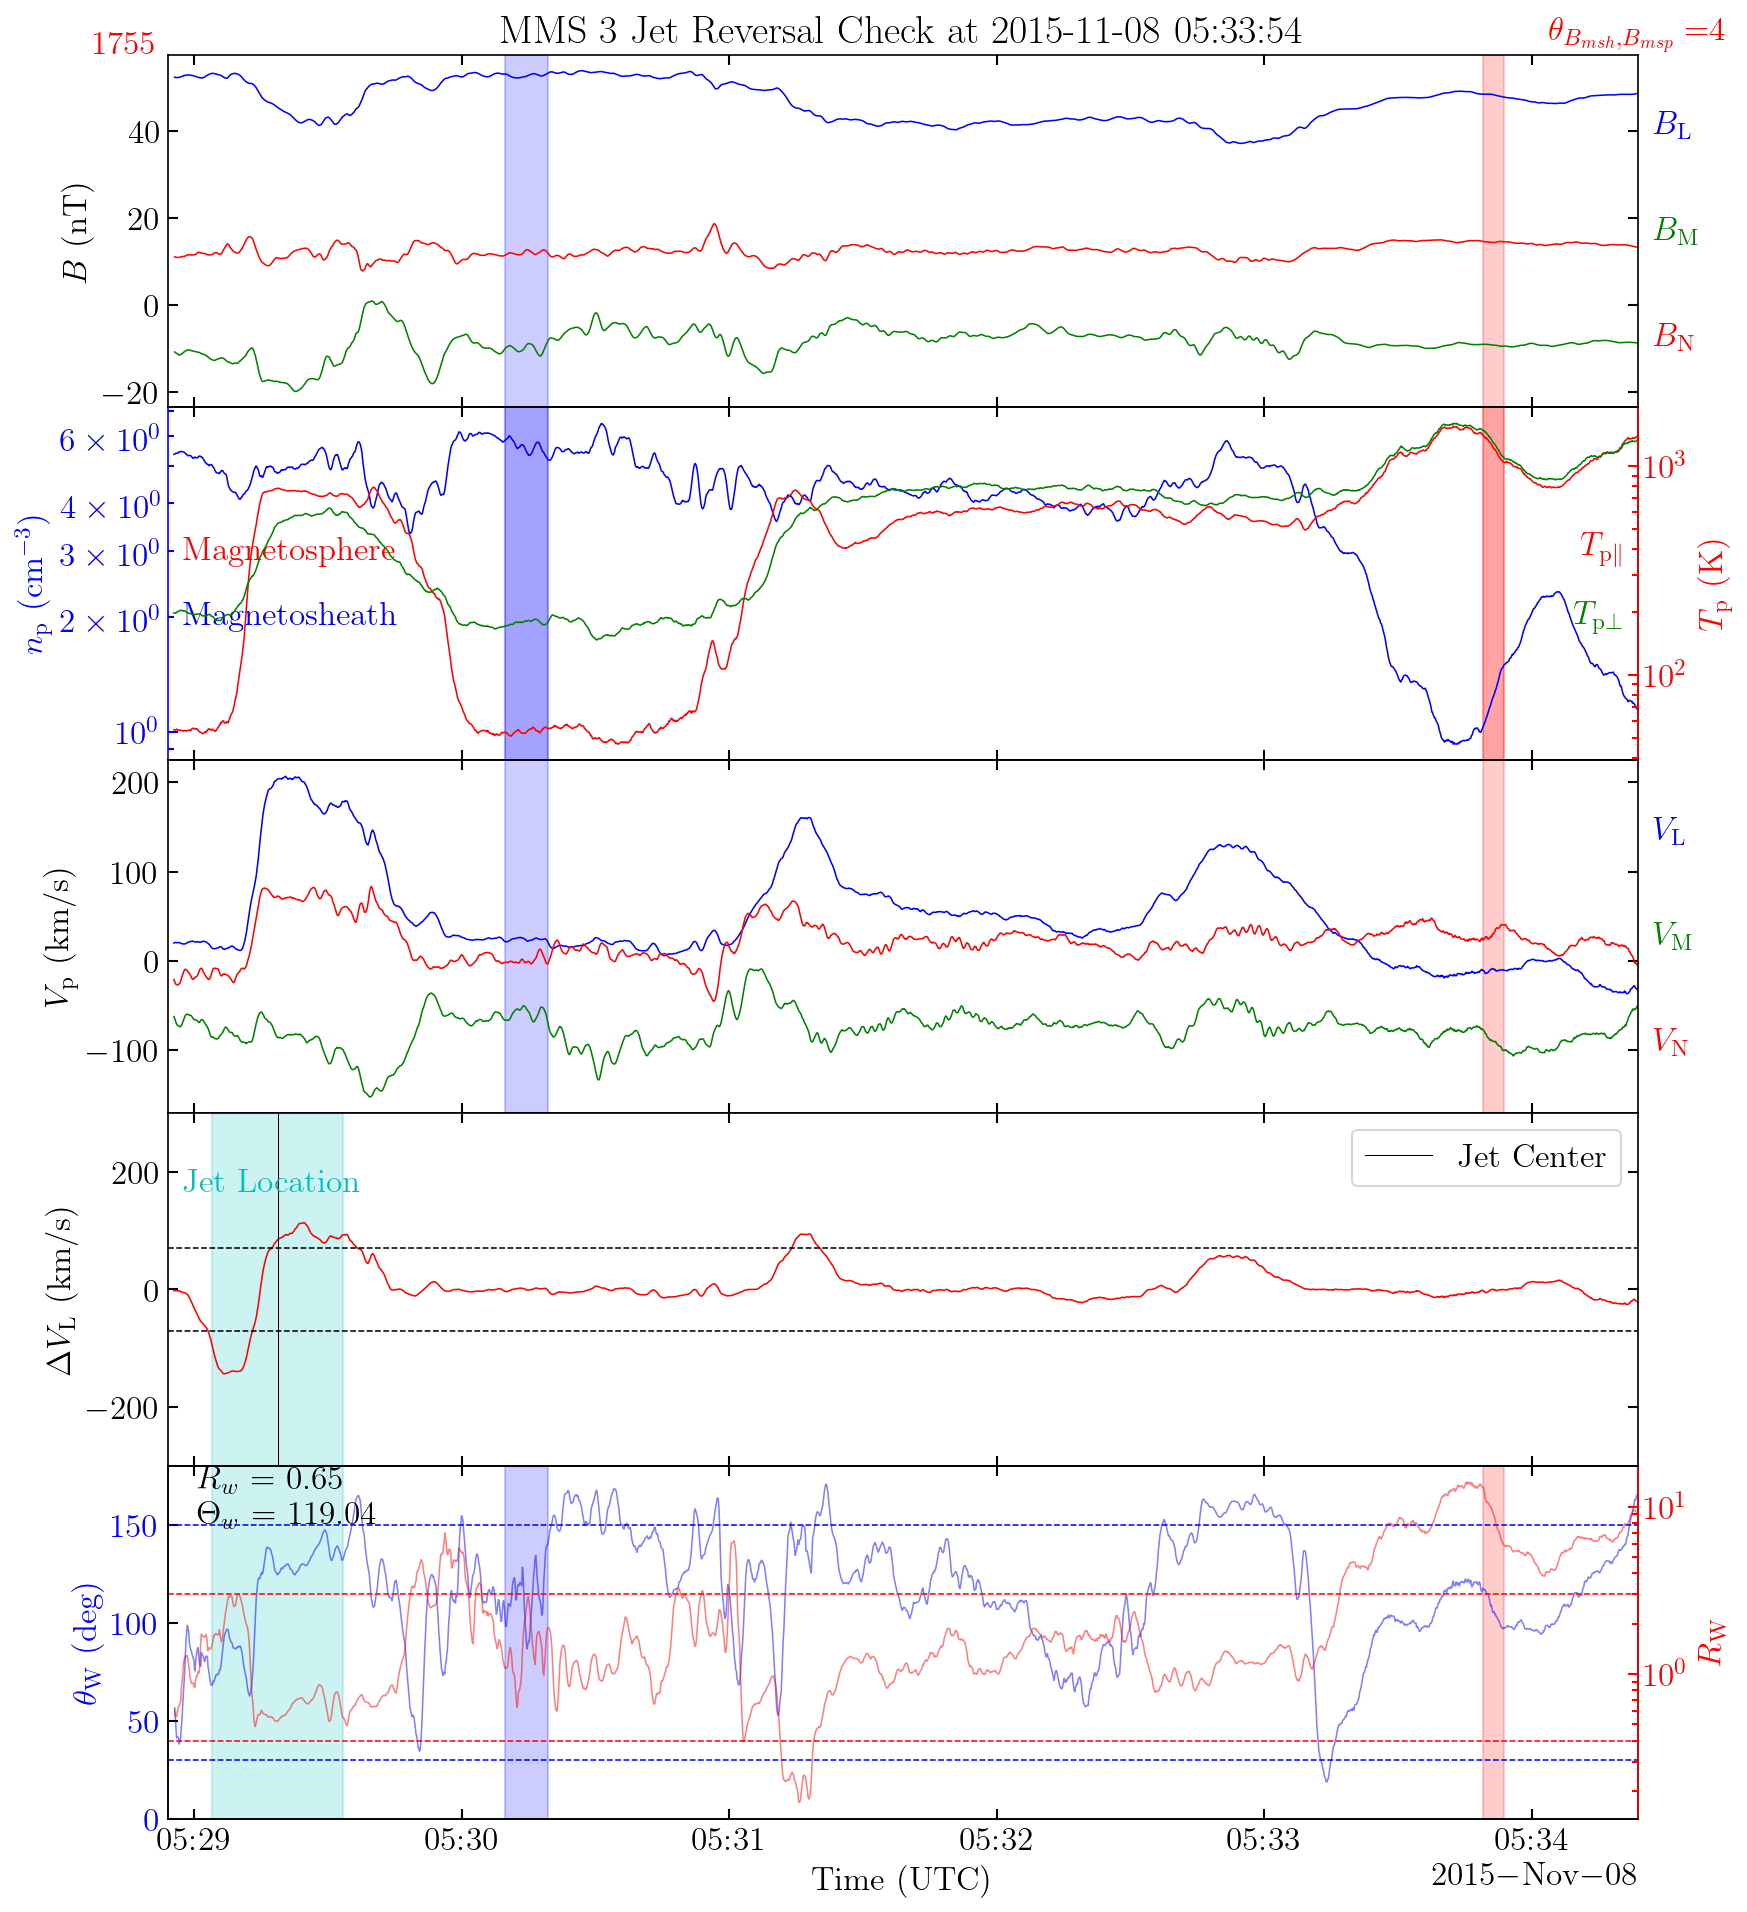 MMS 3 Jet Reversal Check at 2015-11-08 05:33:54
1755
θ_{B_{msh},B_{msp}} =4
40
20
0
−20
B (nT)
B_L
B_M
B_N
6 × 10^0
4 × 10^0
3 × 10^0
2 × 10^0
10^0
n_p (cm^{−3})
Magnetosphere
Magnetosheath
T_{p∥}
T_{p⊥}
10^3
10^2
T_p (K)
200
100
0
−100
V_p (km/s)
V_L
V_M
V_N
200
0
−200
ΔV_L (km/s)
Jet Location
Jet Center
R_w = 0.65
Θ_w = 119.04
150
100
50
0
θ_W (deg)
10^1
10^0
R_W
05:29
05:30
05:31
05:32
05:33
05:34
Time (UTC)
2015−Nov−08